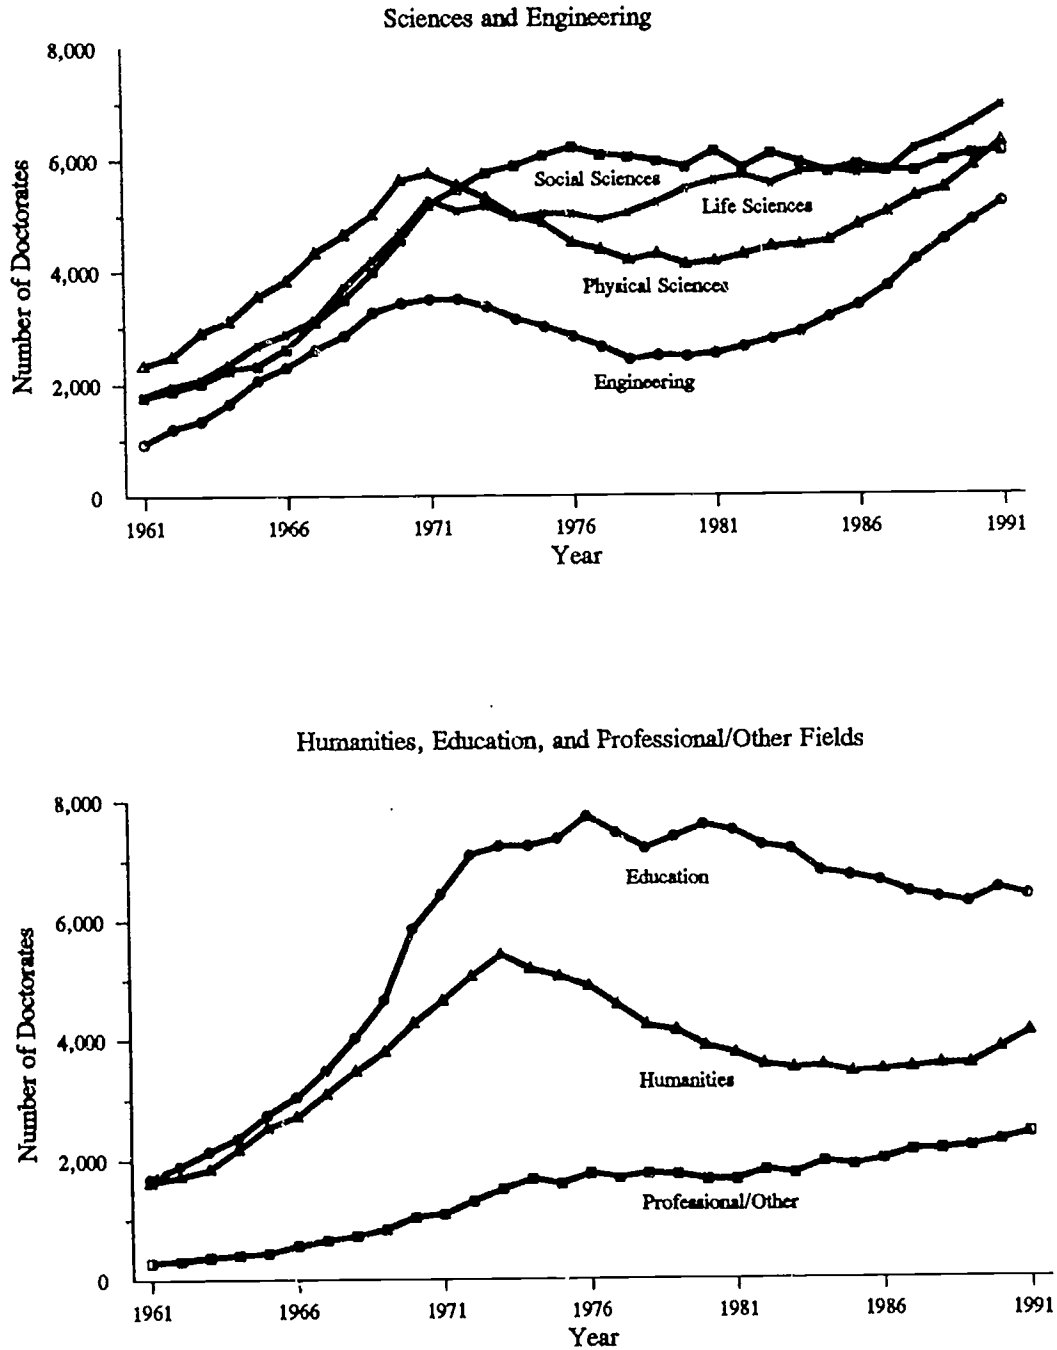 Sciences and Engineering
8,000
6,000
4,000
2,000
0
Number of Doctorates
Social Sciences
Life Sciences
Physical Sciences
Engineering
1961 1966 1971 1976 1981 1986 1991
Year
Humanities, Education, and Professional/Other Fields
8,000
6,000
4,000
2,000
0
Number of Doctorates
Education
Humanities
Professional/Other
1961 1966 1971 1976 1981 1986 1991
Year